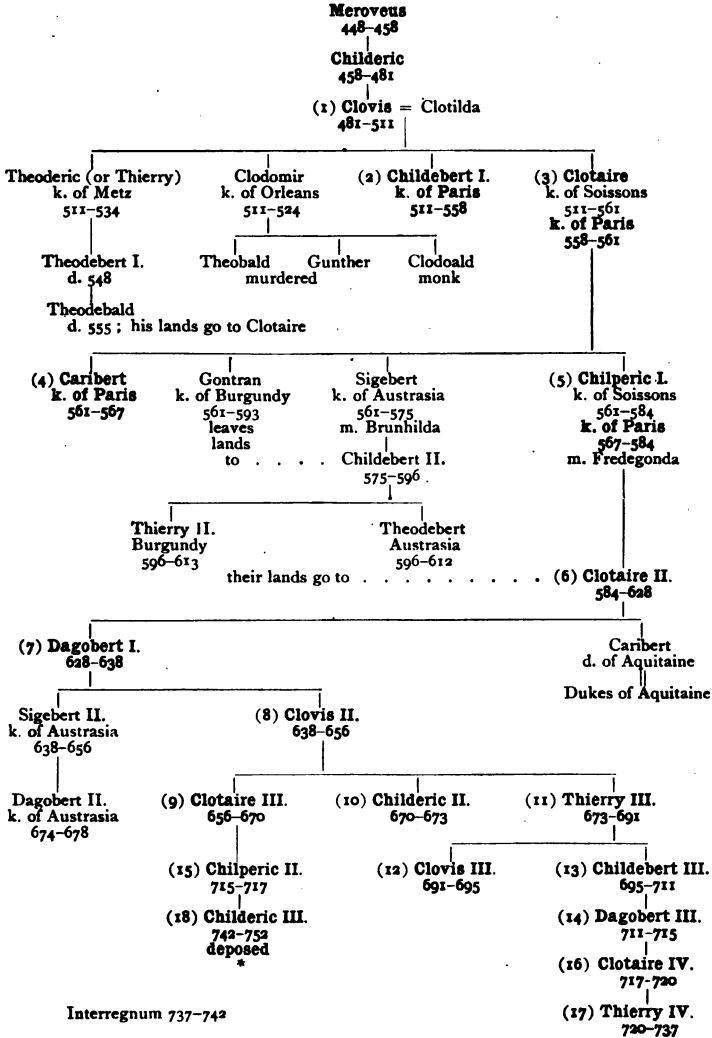 Meroveus
448–458
Childeric
458–481
(1) Clovis = Clotilda
481–511
Theoderic (or Thierry)
k. of Metz
511–534
Clodomir
k. of Orleans
511–524
(2) Childebert I.
k. of Paris
511–558
(3) Clotaire
k. of Soissons
511–561
k. of Paris
558–561
Theodebert I.
d. 548
Theobald Gunther
murdered
Clodoald
monk
Theodebald
d. 555 ; his lands go to Clotaire
(4) Caribert
k. of Paris
561–567
Gontran
k. of Burgundy
561–593
leaves
lands
to . . . .
Sigebert
k. of Austrasia
561–575
m. Brunhilda
Childebert II.
575–596
(5) Chilperic I.
k. of Soissons
561–584
k. of Paris
567–584
m. Fredegonda
Thierry II.
Burgundy
596–613
Theodebert
Austrasia
596–612
their lands go to . . . . . . . . . . (6) Clotaire II.
584–628
(7) Dagobert I.
628–638
Caribert
d. of Aquitaine
Dukes of Aquitaine
Sigebert II.
k. of Austrasia
638–656
(8) Clovis II.
638–656
Dagobert II.
k. of Austrasia
674–678
(9) Clotaire III.
656–670
(10) Childeric II.
670–673
(11) Thierry III.
673–691
(15) Chilperic II.
715–717
(12) Clovis III.
691–695
(13) Childebert III.
695–711
(18) Childeric III.
742–752
deposed
*
(14) Dagobert III.
711–715
(16) Clotaire IV.
717-720
Interregnum 737–742
(17) Thierry IV.
720–737